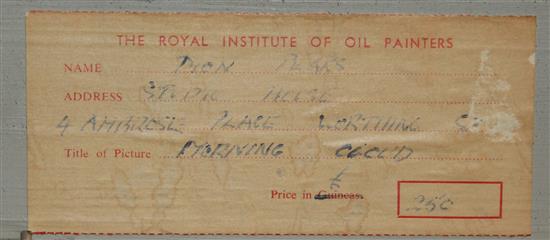 THE ROYAL INSTITUTE OF OIL PAINTERS
NAME DION PEARS
ADDRESS STUDIO HOUSE
4 AMBROSE PLACE WORTHING
Title of Picture MORNING CLOUD
Price in Guineas £ 250